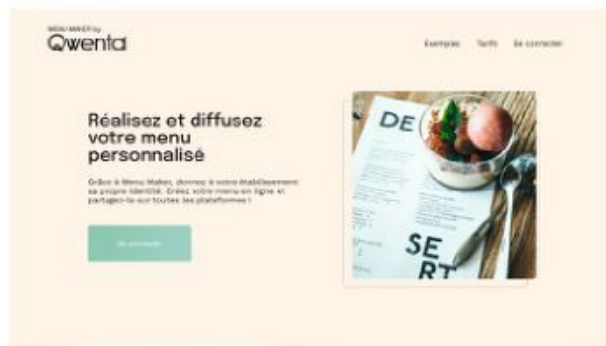 MENU MAKER by
Qwenta
Exemples Tarifs Se connecter
Réalisez et diffusez
votre menu
personnalisé
Grâce à Menu Maker, donnez à votre établissement
sa propre identité. Créez votre menu en ligne et
partagez-le sur toutes les plateformes !
Se connecter
DE
SE
RT